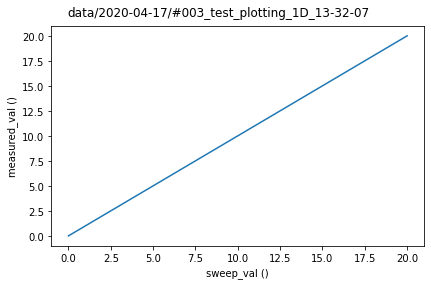 data/2020-04-17/#003_test_plotting_1D_13-32-07
20.0
17.5
15.0
12.5
10.0
7.5
5.0
2.5
0.0
measured_val ()
0.0 2.5 5.0 7.5 10.0 12.5 15.0 17.5 20.0
sweep_val ()